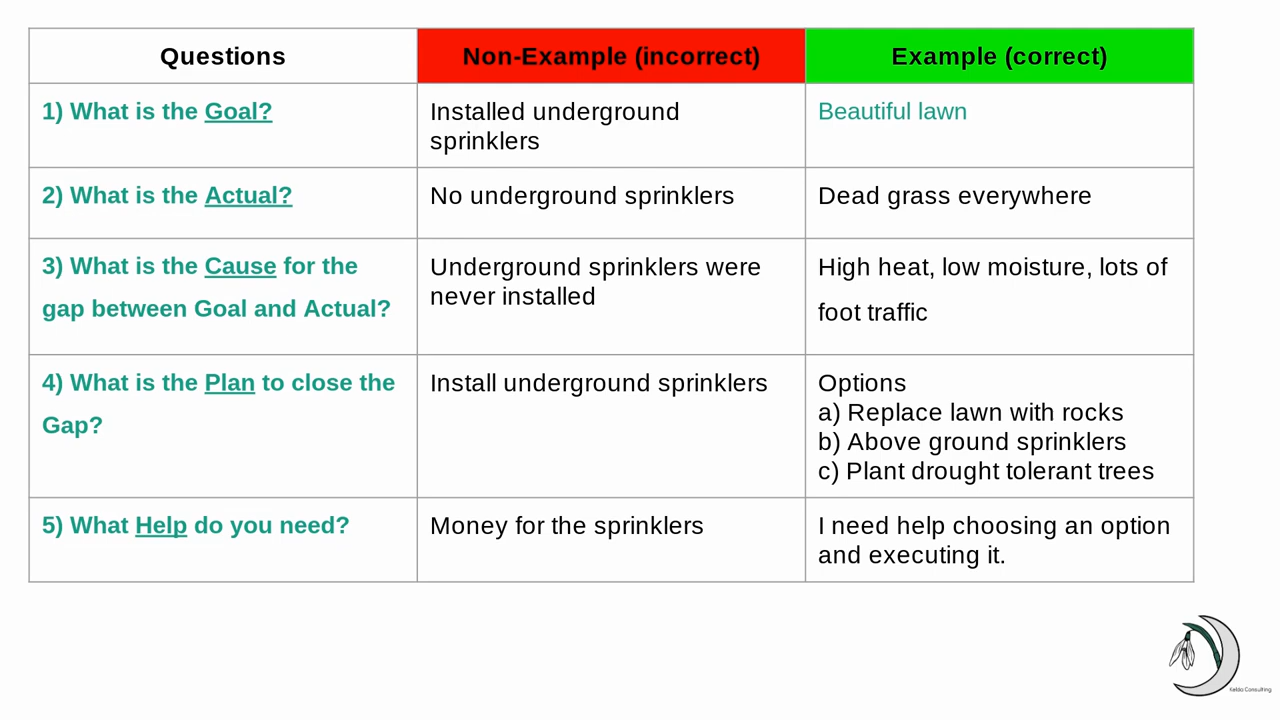 Questions
Non-Example (incorrect)
Example (correct)
1) What is the Goal?
Installed underground
sprinklers
Beautiful lawn
2) What is the Actual?
No underground sprinklers
Dead grass everywhere
3) What is the Cause for the
gap between Goal and Actual?
Underground sprinklers were
never installed
High heat, low moisture, lots of
foot traffic
4) What is the Plan to close the
Gap?
Install underground sprinklers
Options
a) Replace lawn with rocks
b) Above ground sprinklers
c) Plant drought tolerant trees
5) What Help do you need?
Money for the sprinklers
I need help choosing an option
and executing it.
Consulting